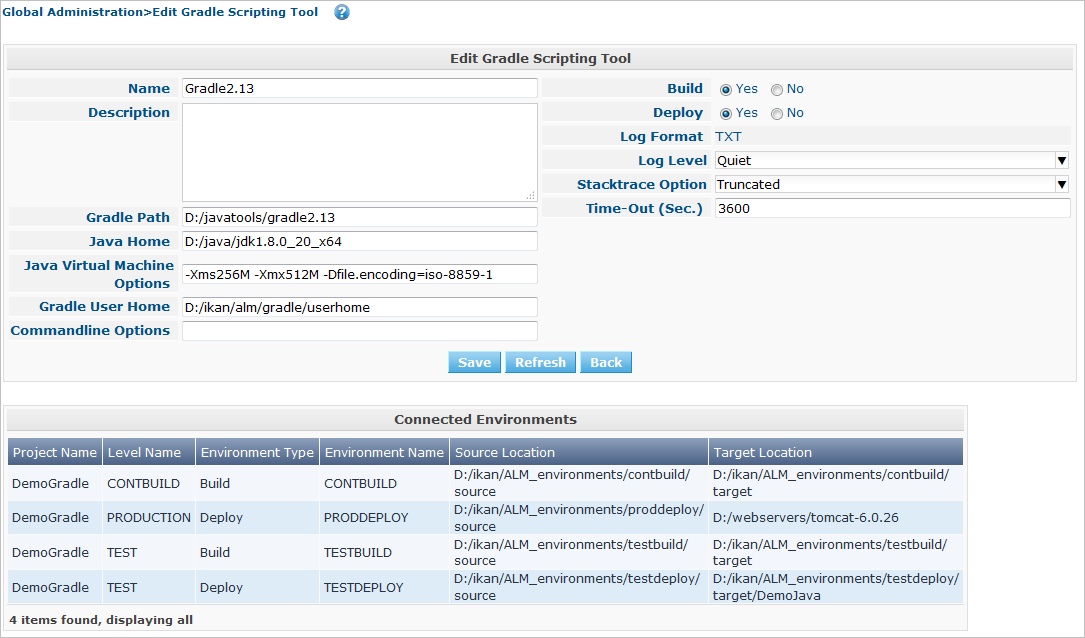 Global Administration>Edit Gradle Scripting Tool ?
Edit Gradle Scripting Tool
Name Gradle2.13
Description
Gradle Path D:/javatools/gradle2.13
Java Home D:/java/jdk1.8.0_20_x64
Java Virtual Machine
Options -Xms256M -Xmx512M -Dfile.encoding=iso-8859-1
Gradle User Home D:/ikan/alm/gradle/userhome
Commandline Options
Build Yes No
Deploy Yes No
Log Format TXT
Log Level Quiet
Stacktrace Option Truncated
Time-Out (Sec.) 3600
Save Refresh Back
Connected Environments
Project Name Level Name Environment Type Environment Name Source Location Target Location
DemoGradle CONTBUILD Build CONTBUILD D:/ikan/ALM_environments/contbuild/ D:/ikan/ALM_environments/contbuild/
source target
DemoGradle PRODUCTION Deploy PRODDEPLOY D:/ikan/ALM_environments/proddeploy/ D:/webservers/tomcat-6.0.26
source
DemoGradle TEST Build TESTBUILD D:/ikan/ALM_environments/testbuild/ D:/ikan/ALM_environments/testbuild/
source target
DemoGradle TEST Deploy TESTDEPLOY D:/ikan/ALM_environments/testdeploy/ D:/ikan/ALM_environments/testdeploy/
source target/DemoJava
4 items found, displaying all